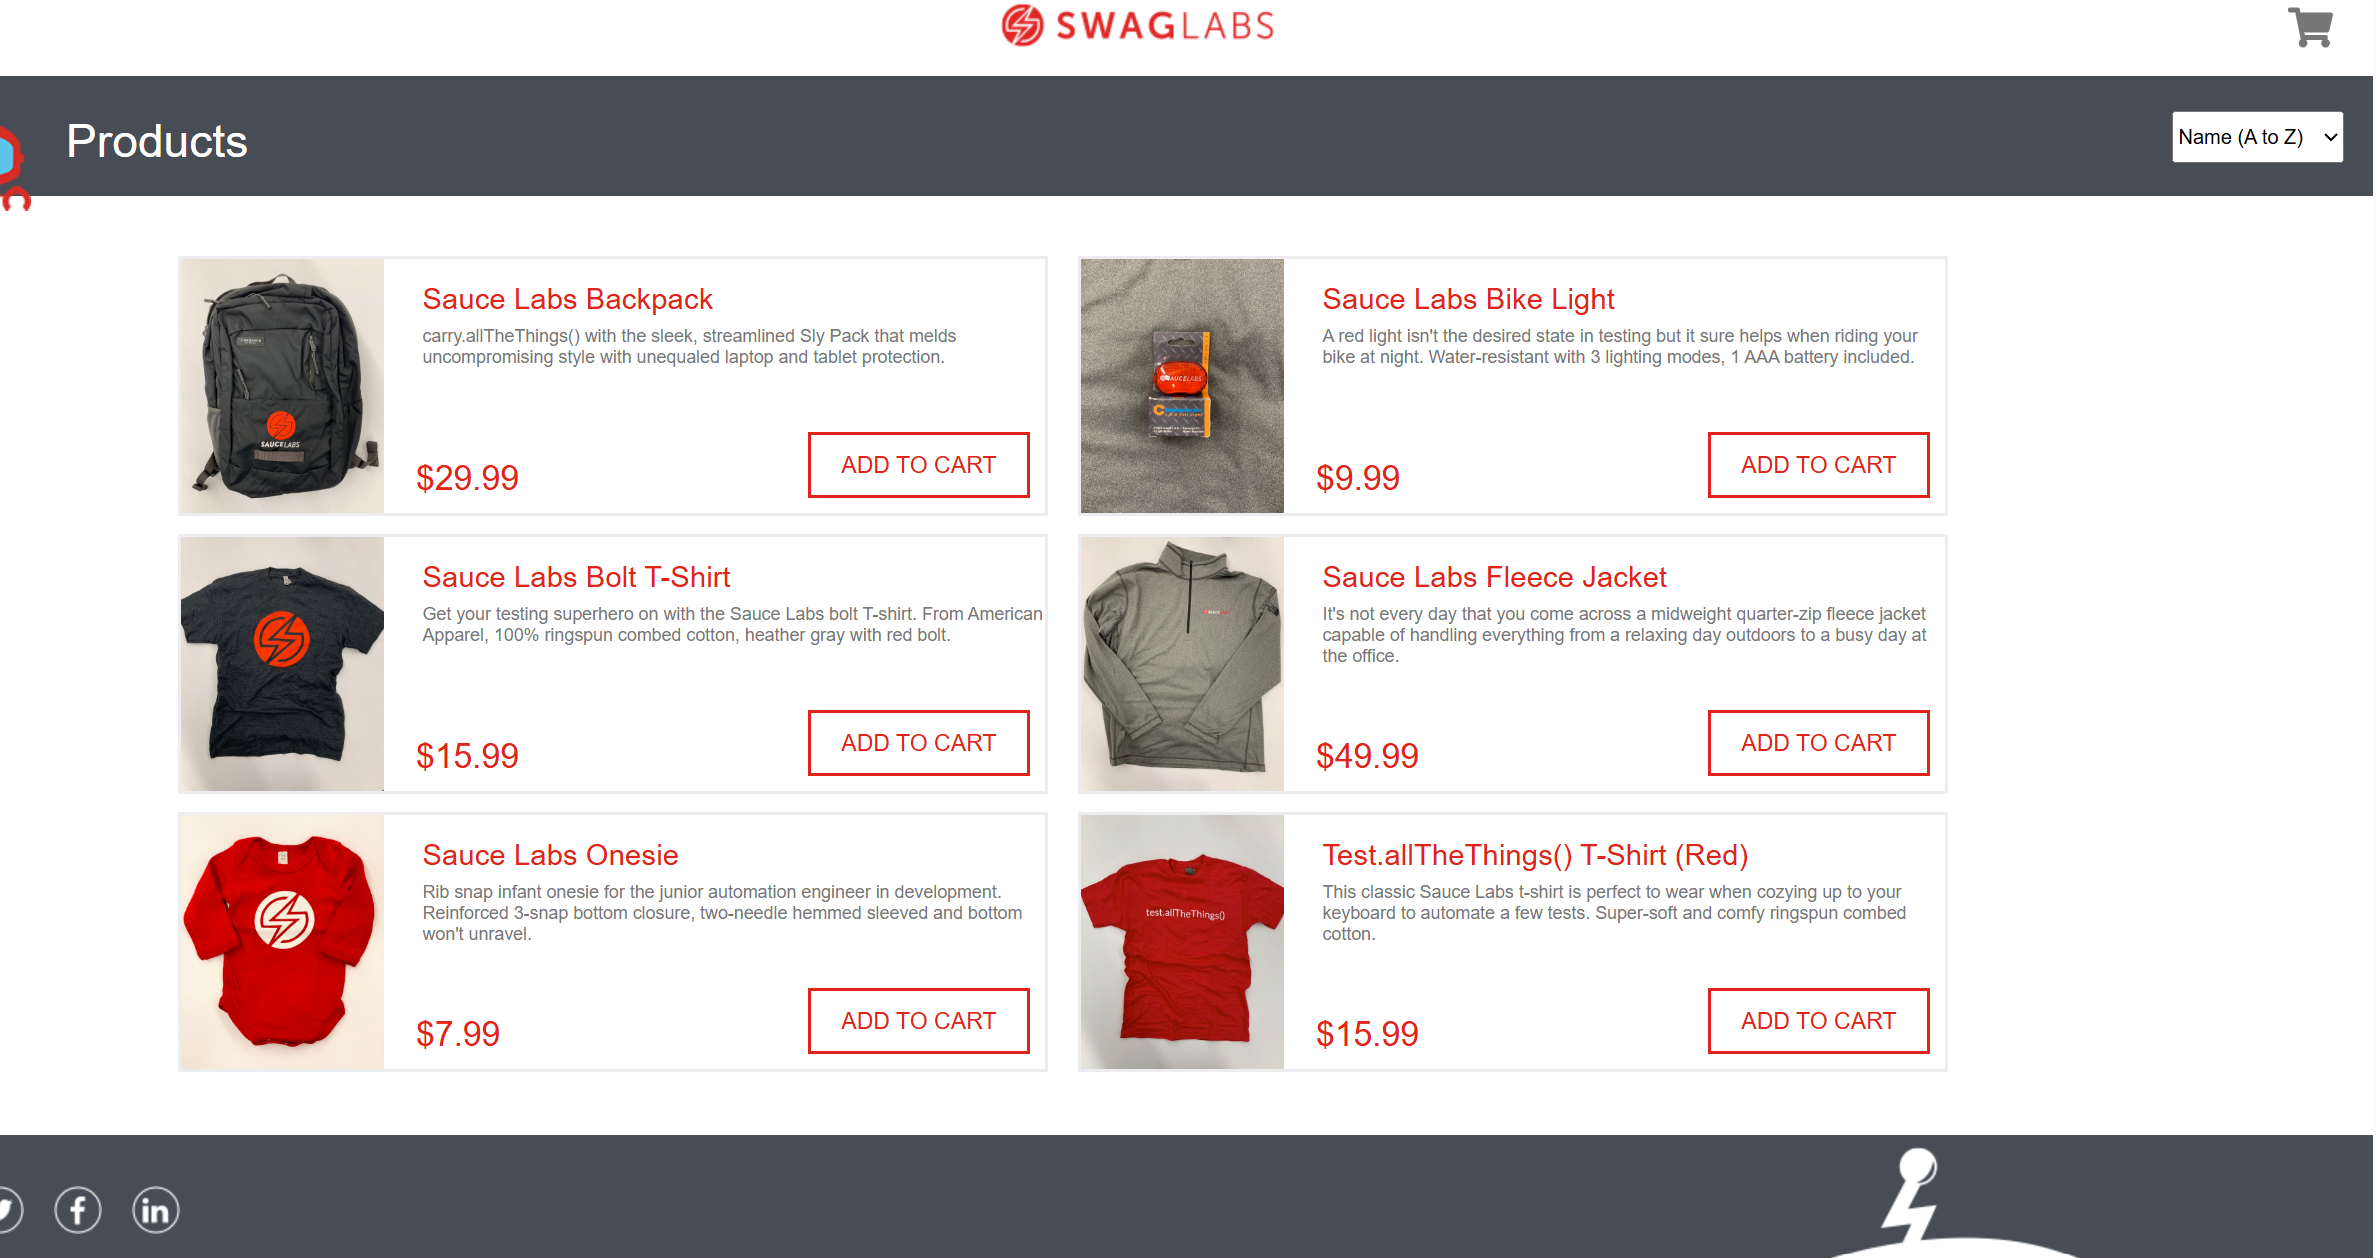 SWAGLABS
Products
Name (A to Z)
Sauce Labs Backpack
carry.allTheThings() with the sleek, streamlined Sly Pack that melds
uncompromising style with unequaled laptop and tablet protection.
$29.99
ADD TO CART
SAUCELABS
Sauce Labs Bike Light
A red light isn't the desired state in testing but it sure helps when riding your
bike at night. Water-resistant with 3 lighting modes, 1 AAA battery included.
$9.99
ADD TO CART
SAUCELABS
Sauce Labs Bolt T-Shirt
Get your testing superhero on with the Sauce Labs bolt T-shirt. From American
Apparel, 100% ringspun combed cotton, heather gray with red bolt.
$15.99
ADD TO CART
Sauce Labs Fleece Jacket
It's not every day that you come across a midweight quarter-zip fleece jacket
capable of handling everything from a relaxing day outdoors to a busy day at
the office.
$49.99
ADD TO CART
Sauce Labs Onesie
Rib snap infant onesie for the junior automation engineer in development.
Reinforced 3-snap bottom closure, two-needle hemmed sleeved and bottom
won't unravel.
$7.99
ADD TO CART
Test.allTheThings() T-Shirt (Red)
This classic Sauce Labs t-shirt is perfect to wear when cozying up to your
keyboard to automate a few tests. Super-soft and comfy ringspun combed
cotton.
$15.99
ADD TO CART
test.allTheThings()
f
in